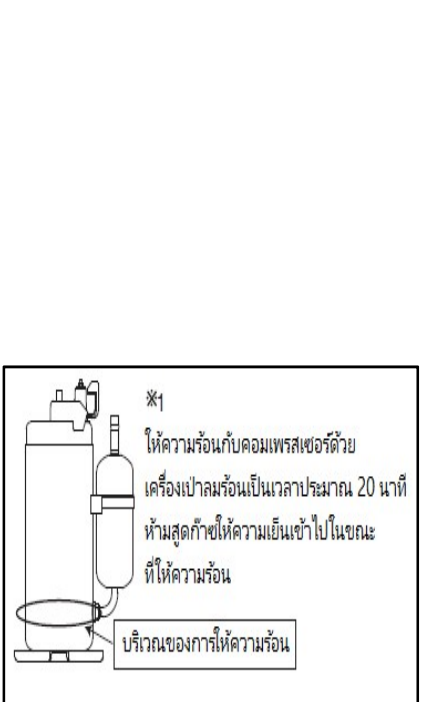 ※1
ให้ความร้อนกับคอมเพรสเซอร์ด้วย
เครื่องเป่าลมร้อนเป็นเวลาประมาณ 20 นาที
ห้ามสูดก๊าซให้ความเย็นเข้าไปในขณะ
ที่ให้ความร้อน
บริเวณของการให้ความร้อน